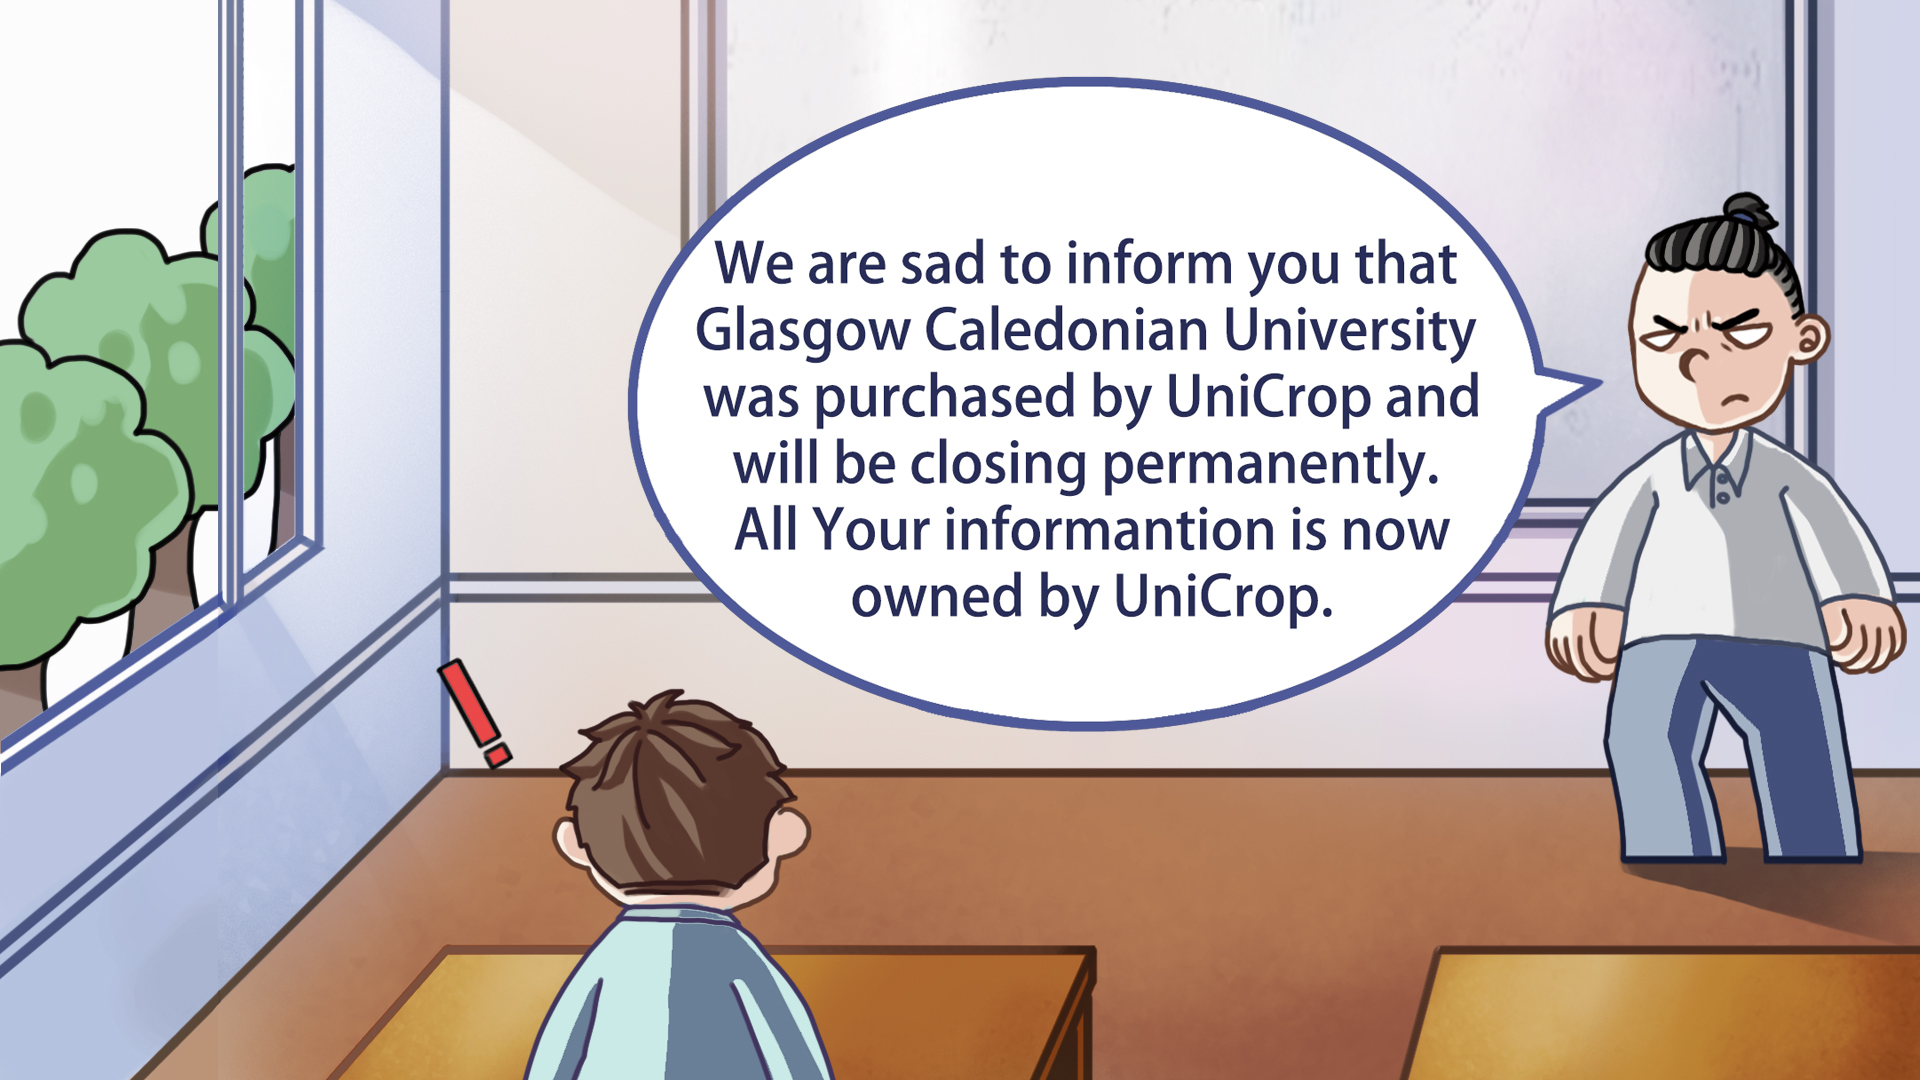 We are sad to inform you that
Glasgow Caledonian University
was purchased by UniCrop and
will be closing permanently.
All Your informantion is now
owned by UniCrop.